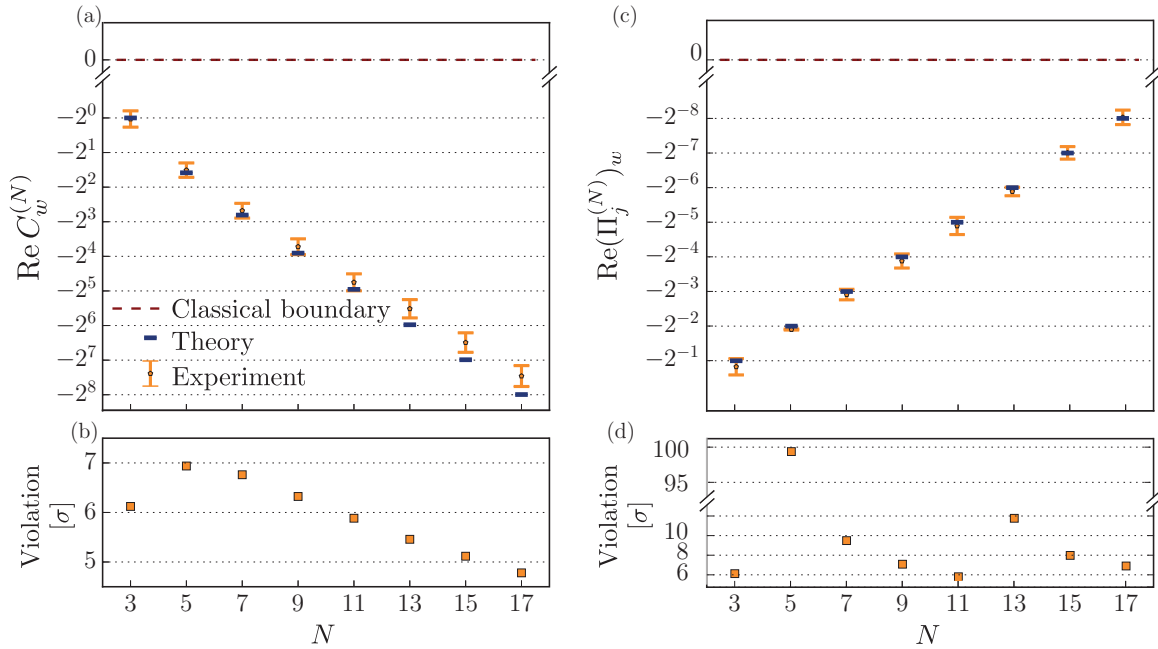 (a)
0
−2^0
−2^1
−2^2
−2^3
−2^4
−2^5
−2^6
−2^7
−2^8
Re C_w^{(N)}
Classical boundary
Theory
Experiment
(b)
7
6
5
Violation
[σ]
3 5 7 9 11 13 15 17
N
(c)
0
−2^{−8}
−2^{−7}
−2^{−6}
−2^{−5}
−2^{−4}
−2^{−3}
−2^{−2}
−2^{−1}
Re(Π_j^{(N)})_w
(d)
100
95
10
8
6
Violation
[σ]
3 5 7 9 11 13 15 17
N